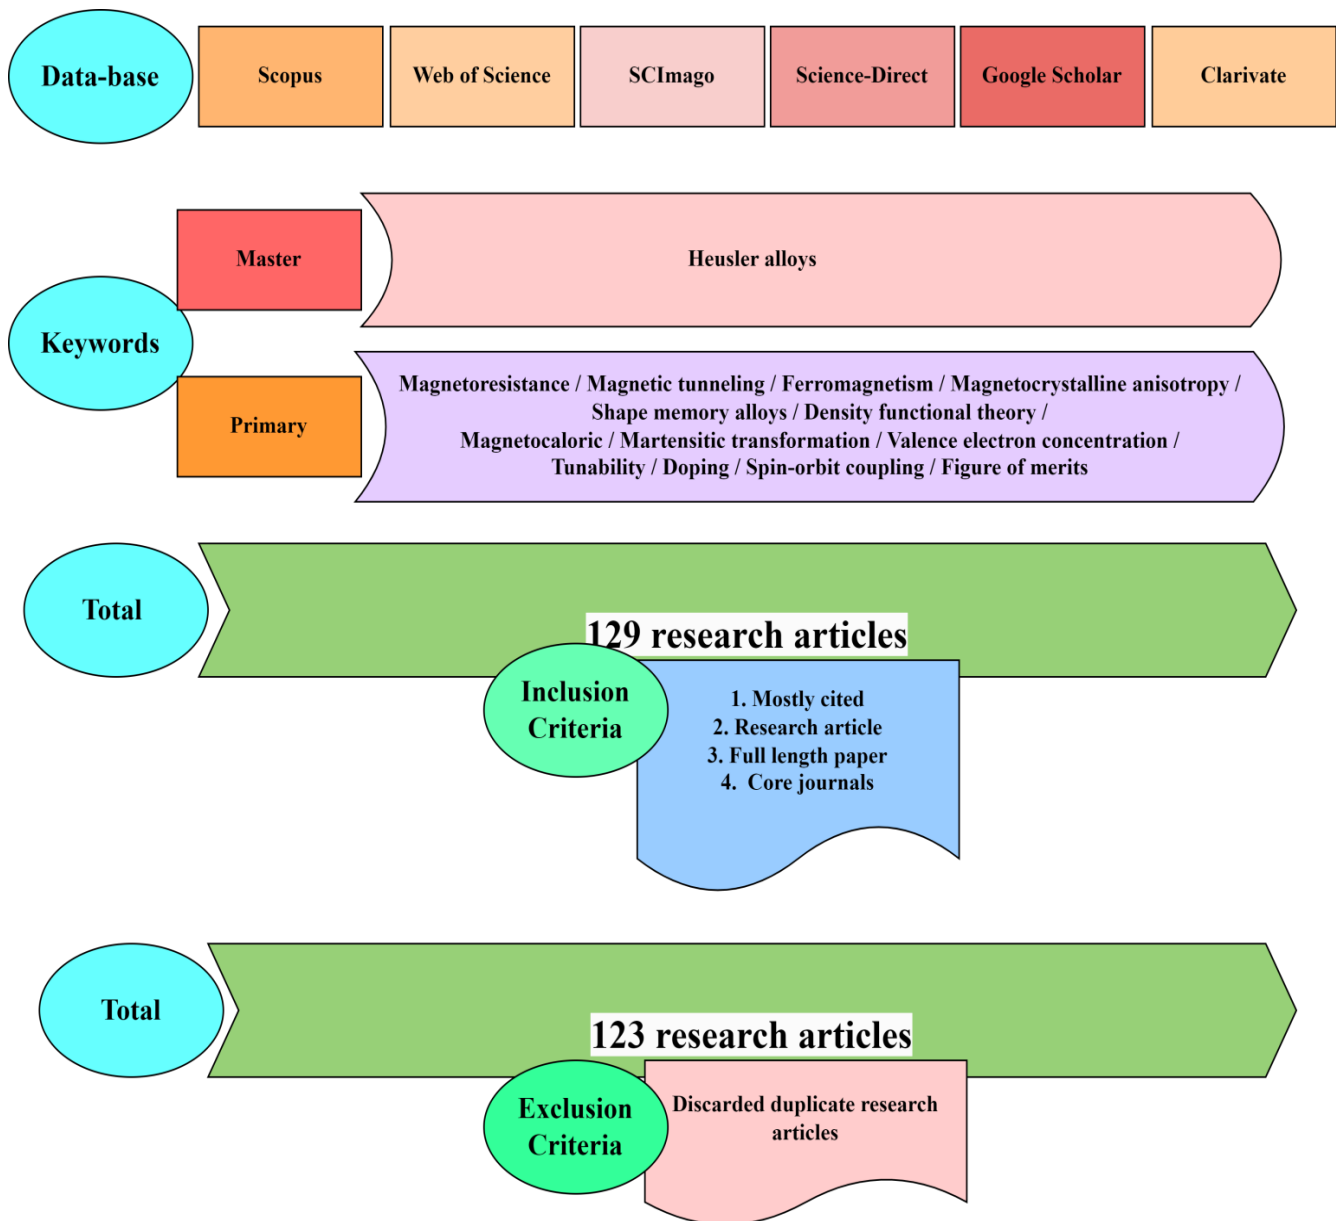 Data-base
Scopus
Web of Science
SCImago
Science-Direct
Google Scholar
Clarivate
Keywords
Master
Heusler alloys
Primary
Magnetoresistance / Magnetic tunneling / Ferromagnetism / Magnetocrystalline anisotropy /
Shape memory alloys / Density functional theory /
Magnetocaloric / Martensitic transformation / Valence electron concentration /
Tunability / Doping / Spin-orbit coupling / Figure of merits
Total
129 research articles
Inclusion
Criteria
1. Mostly cited
2. Research article
3. Full length paper
4. Core journals
Total
123 research articles
Exclusion
Criteria
Discarded duplicate research
articles